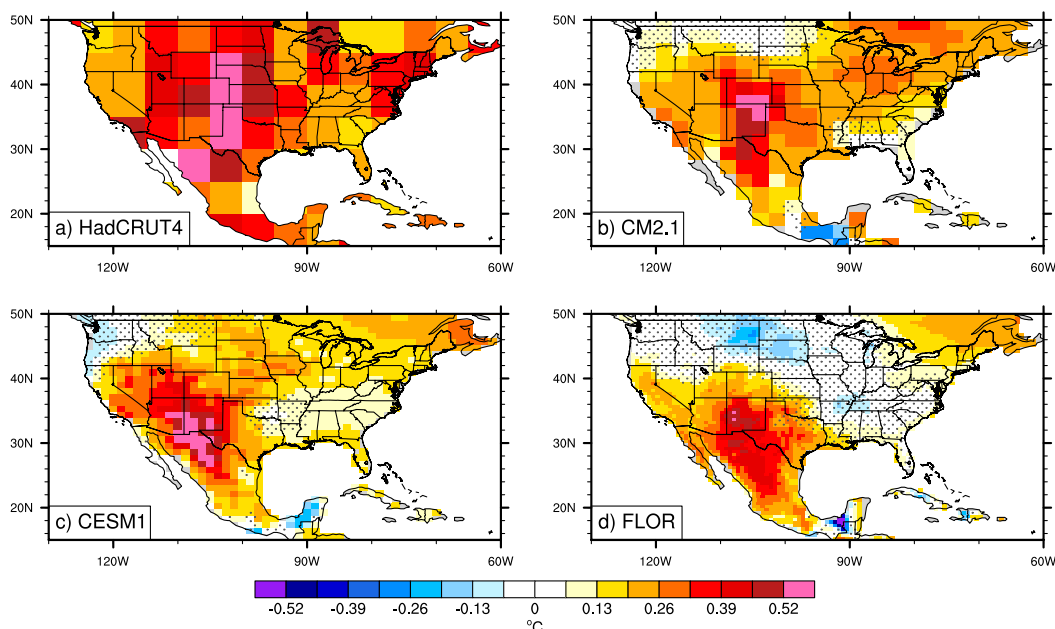 50N
40N
30N
20N
a) HadCRUT4
120W 90W 60W
50N
40N
30N
20N
b) CM2.1
120W 90W 60W
50N
40N
30N
20N
c) CESM1
120W 90W 60W
50N
40N
30N
20N
d) FLOR
120W 90W 60W
-0.52 -0.39 -0.26 -0.13 0 0.13 0.26 0.39 0.52
°C